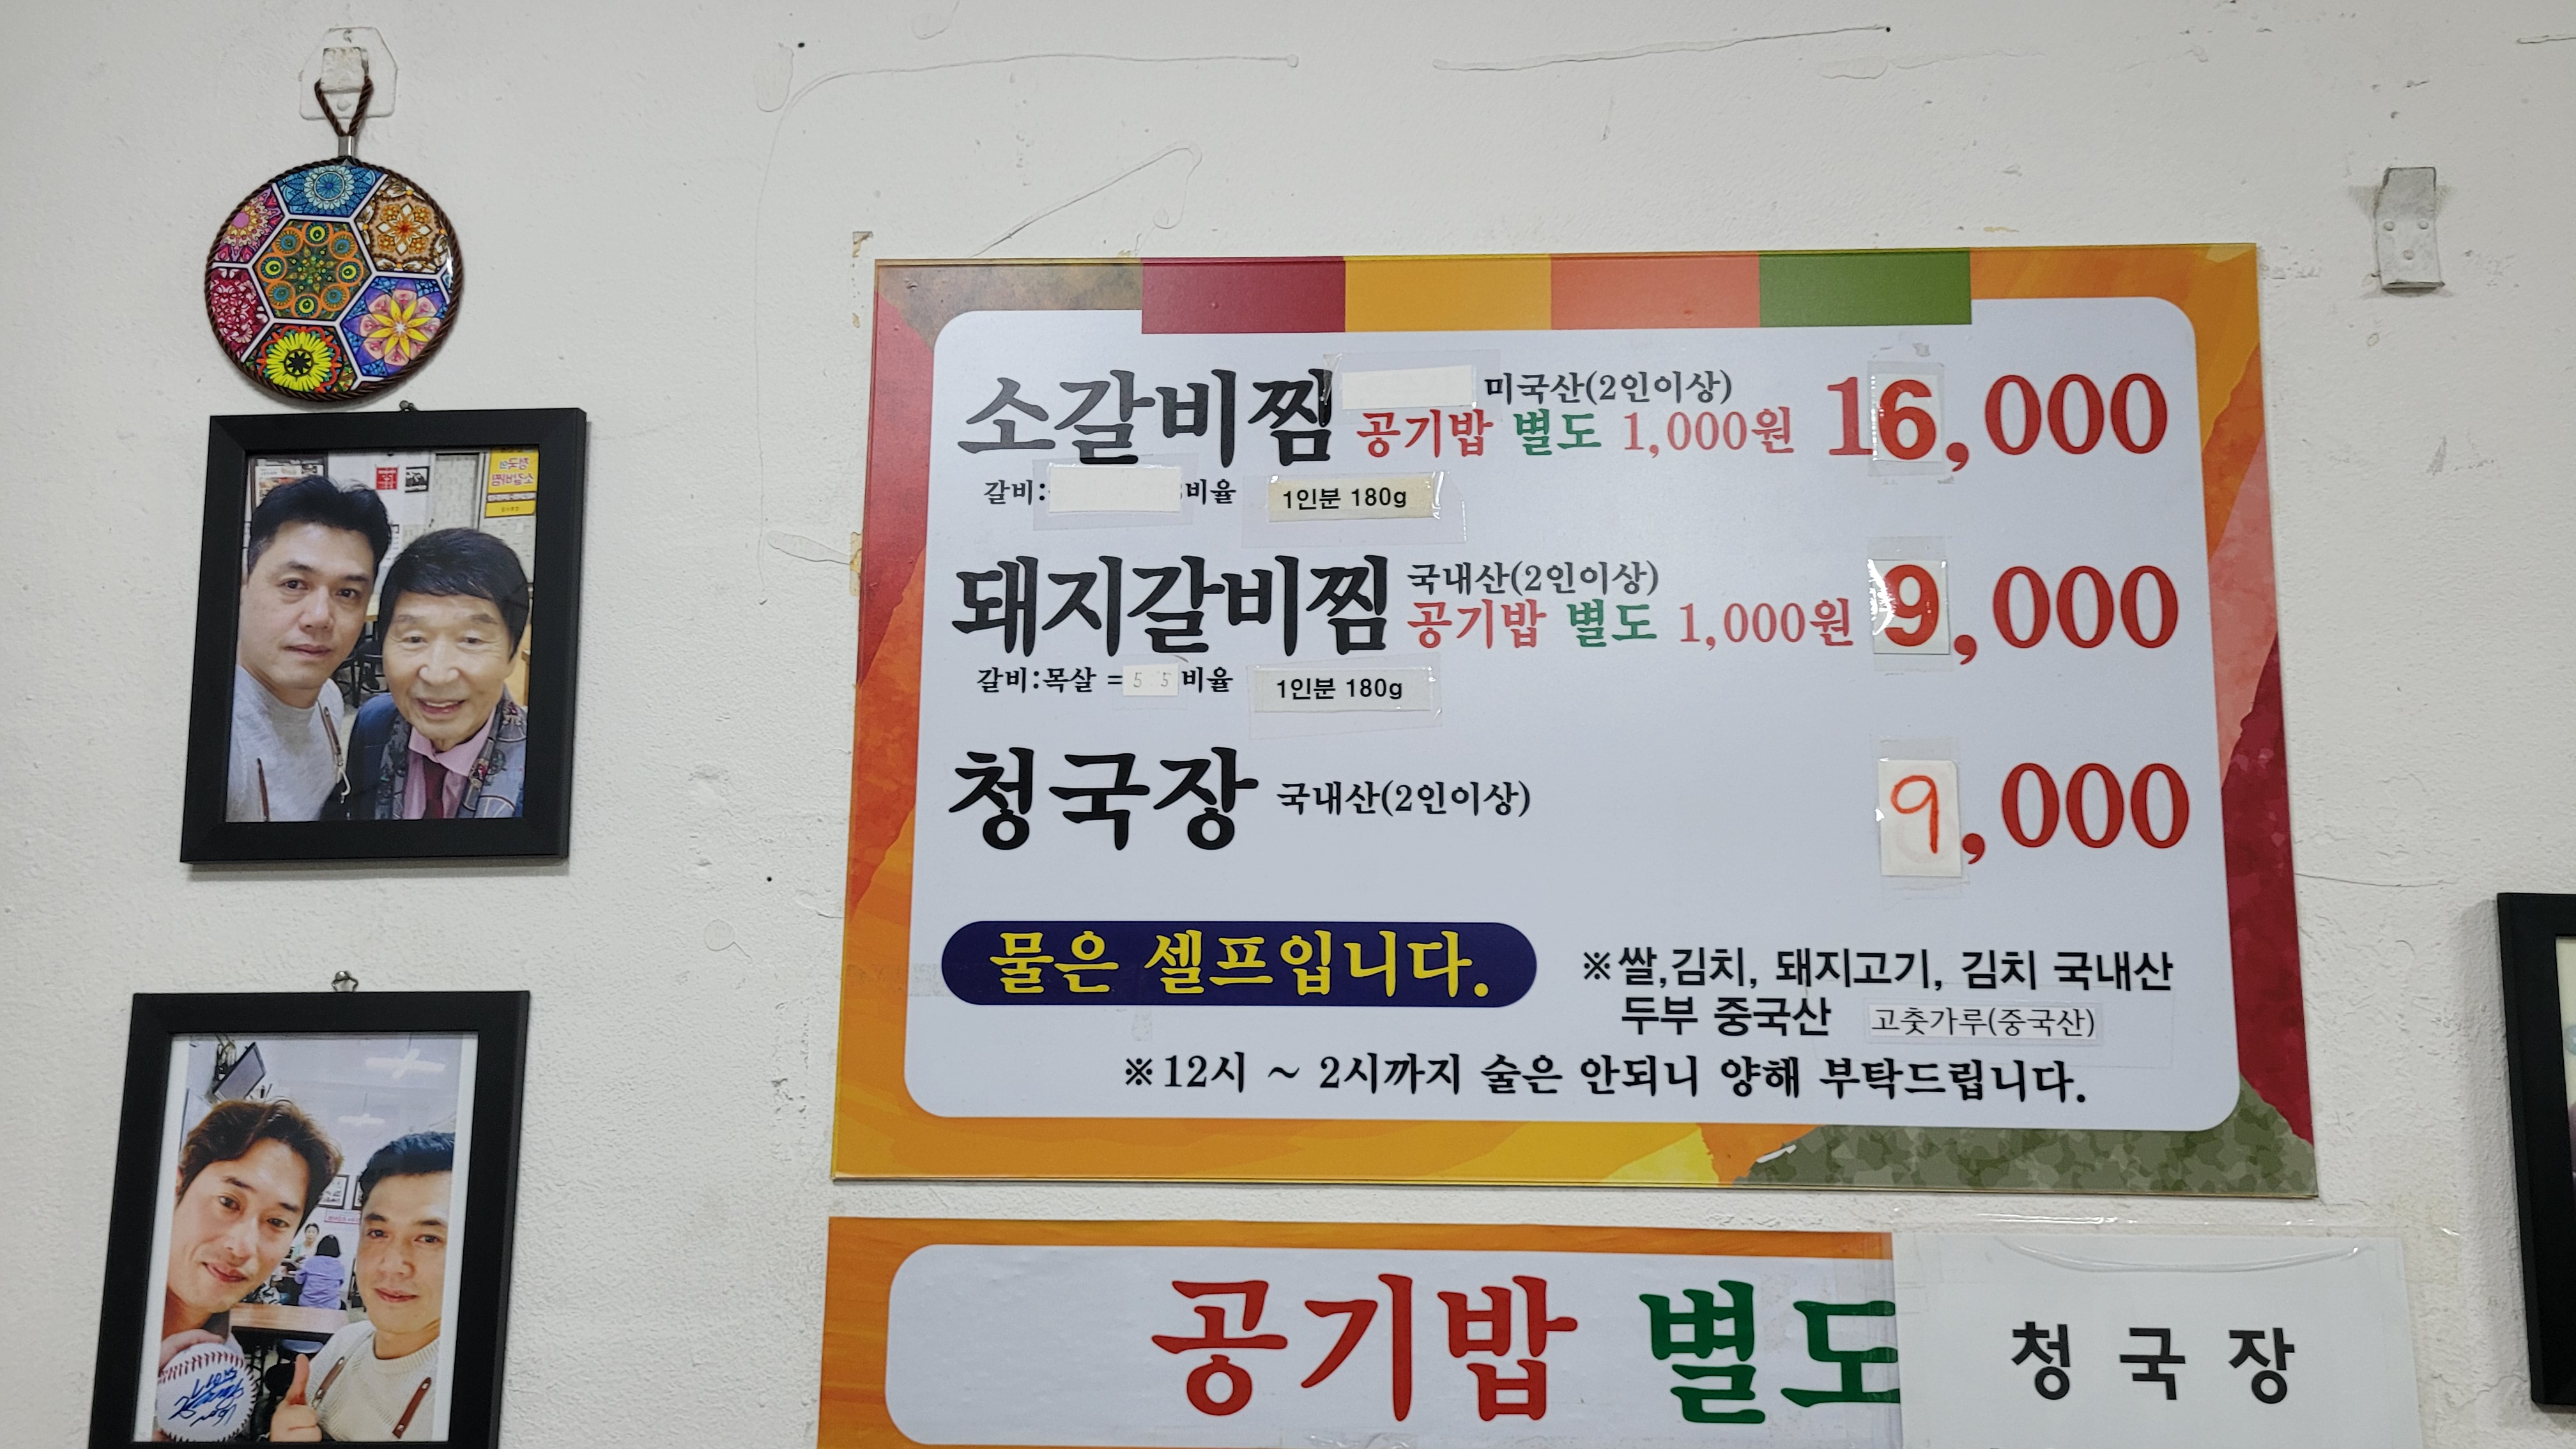 소갈비찜 미국산(2인이상) 16,000
공기밥 별도 1,000원
갈비: 비율 1인분 180g
돼지갈비찜 국내산(2인이상) 9,000
공기밥 별도 1,000원
갈비:목살 = 5 5 비율 1인분 180g
청국장 국내산(2인이상) 9,000
물은 셀프입니다.
※쌀,김치, 돼지고기, 김치 국내산
두부 중국산 고춧가루(중국산)
※12시 ~ 2시까지 술은 안되니 양해 부탁드립니다.
공기밥 별도
청국장